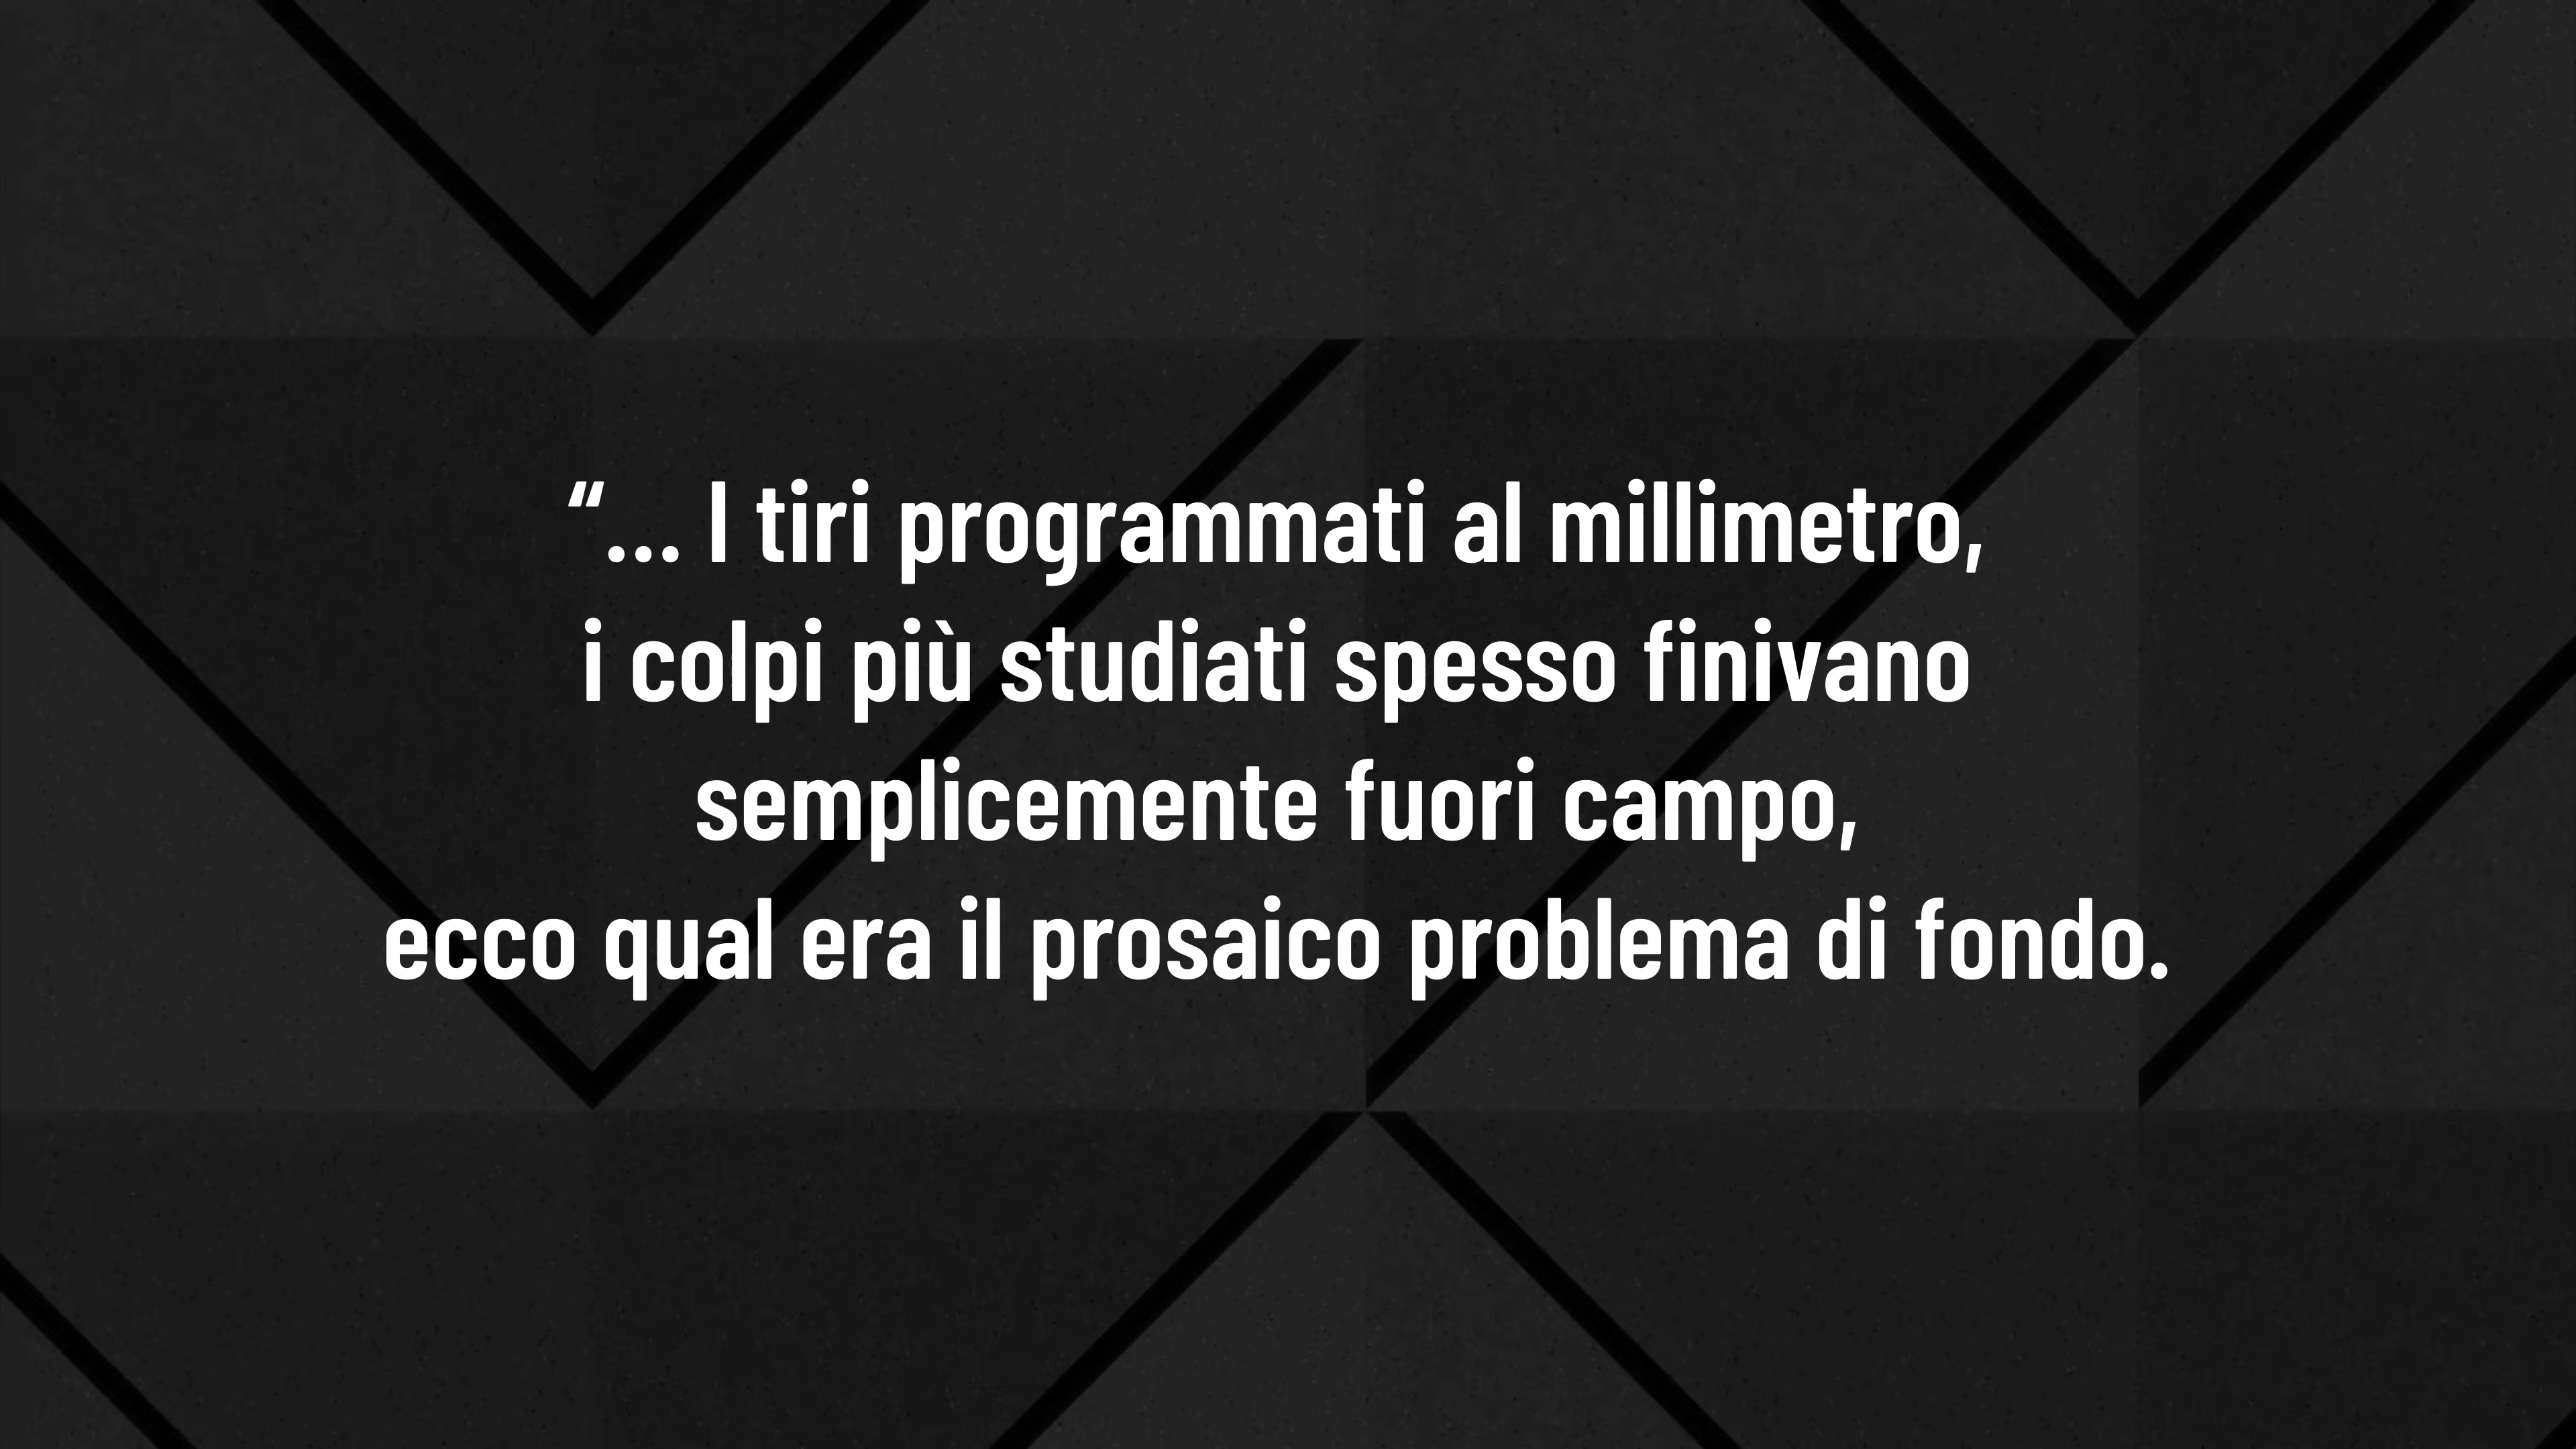 “... I tiri programmati al millimetro,
i colpi più studiati spesso finivano
semplicemente fuori campo,
ecco qual era il prosaico problema di fondo.